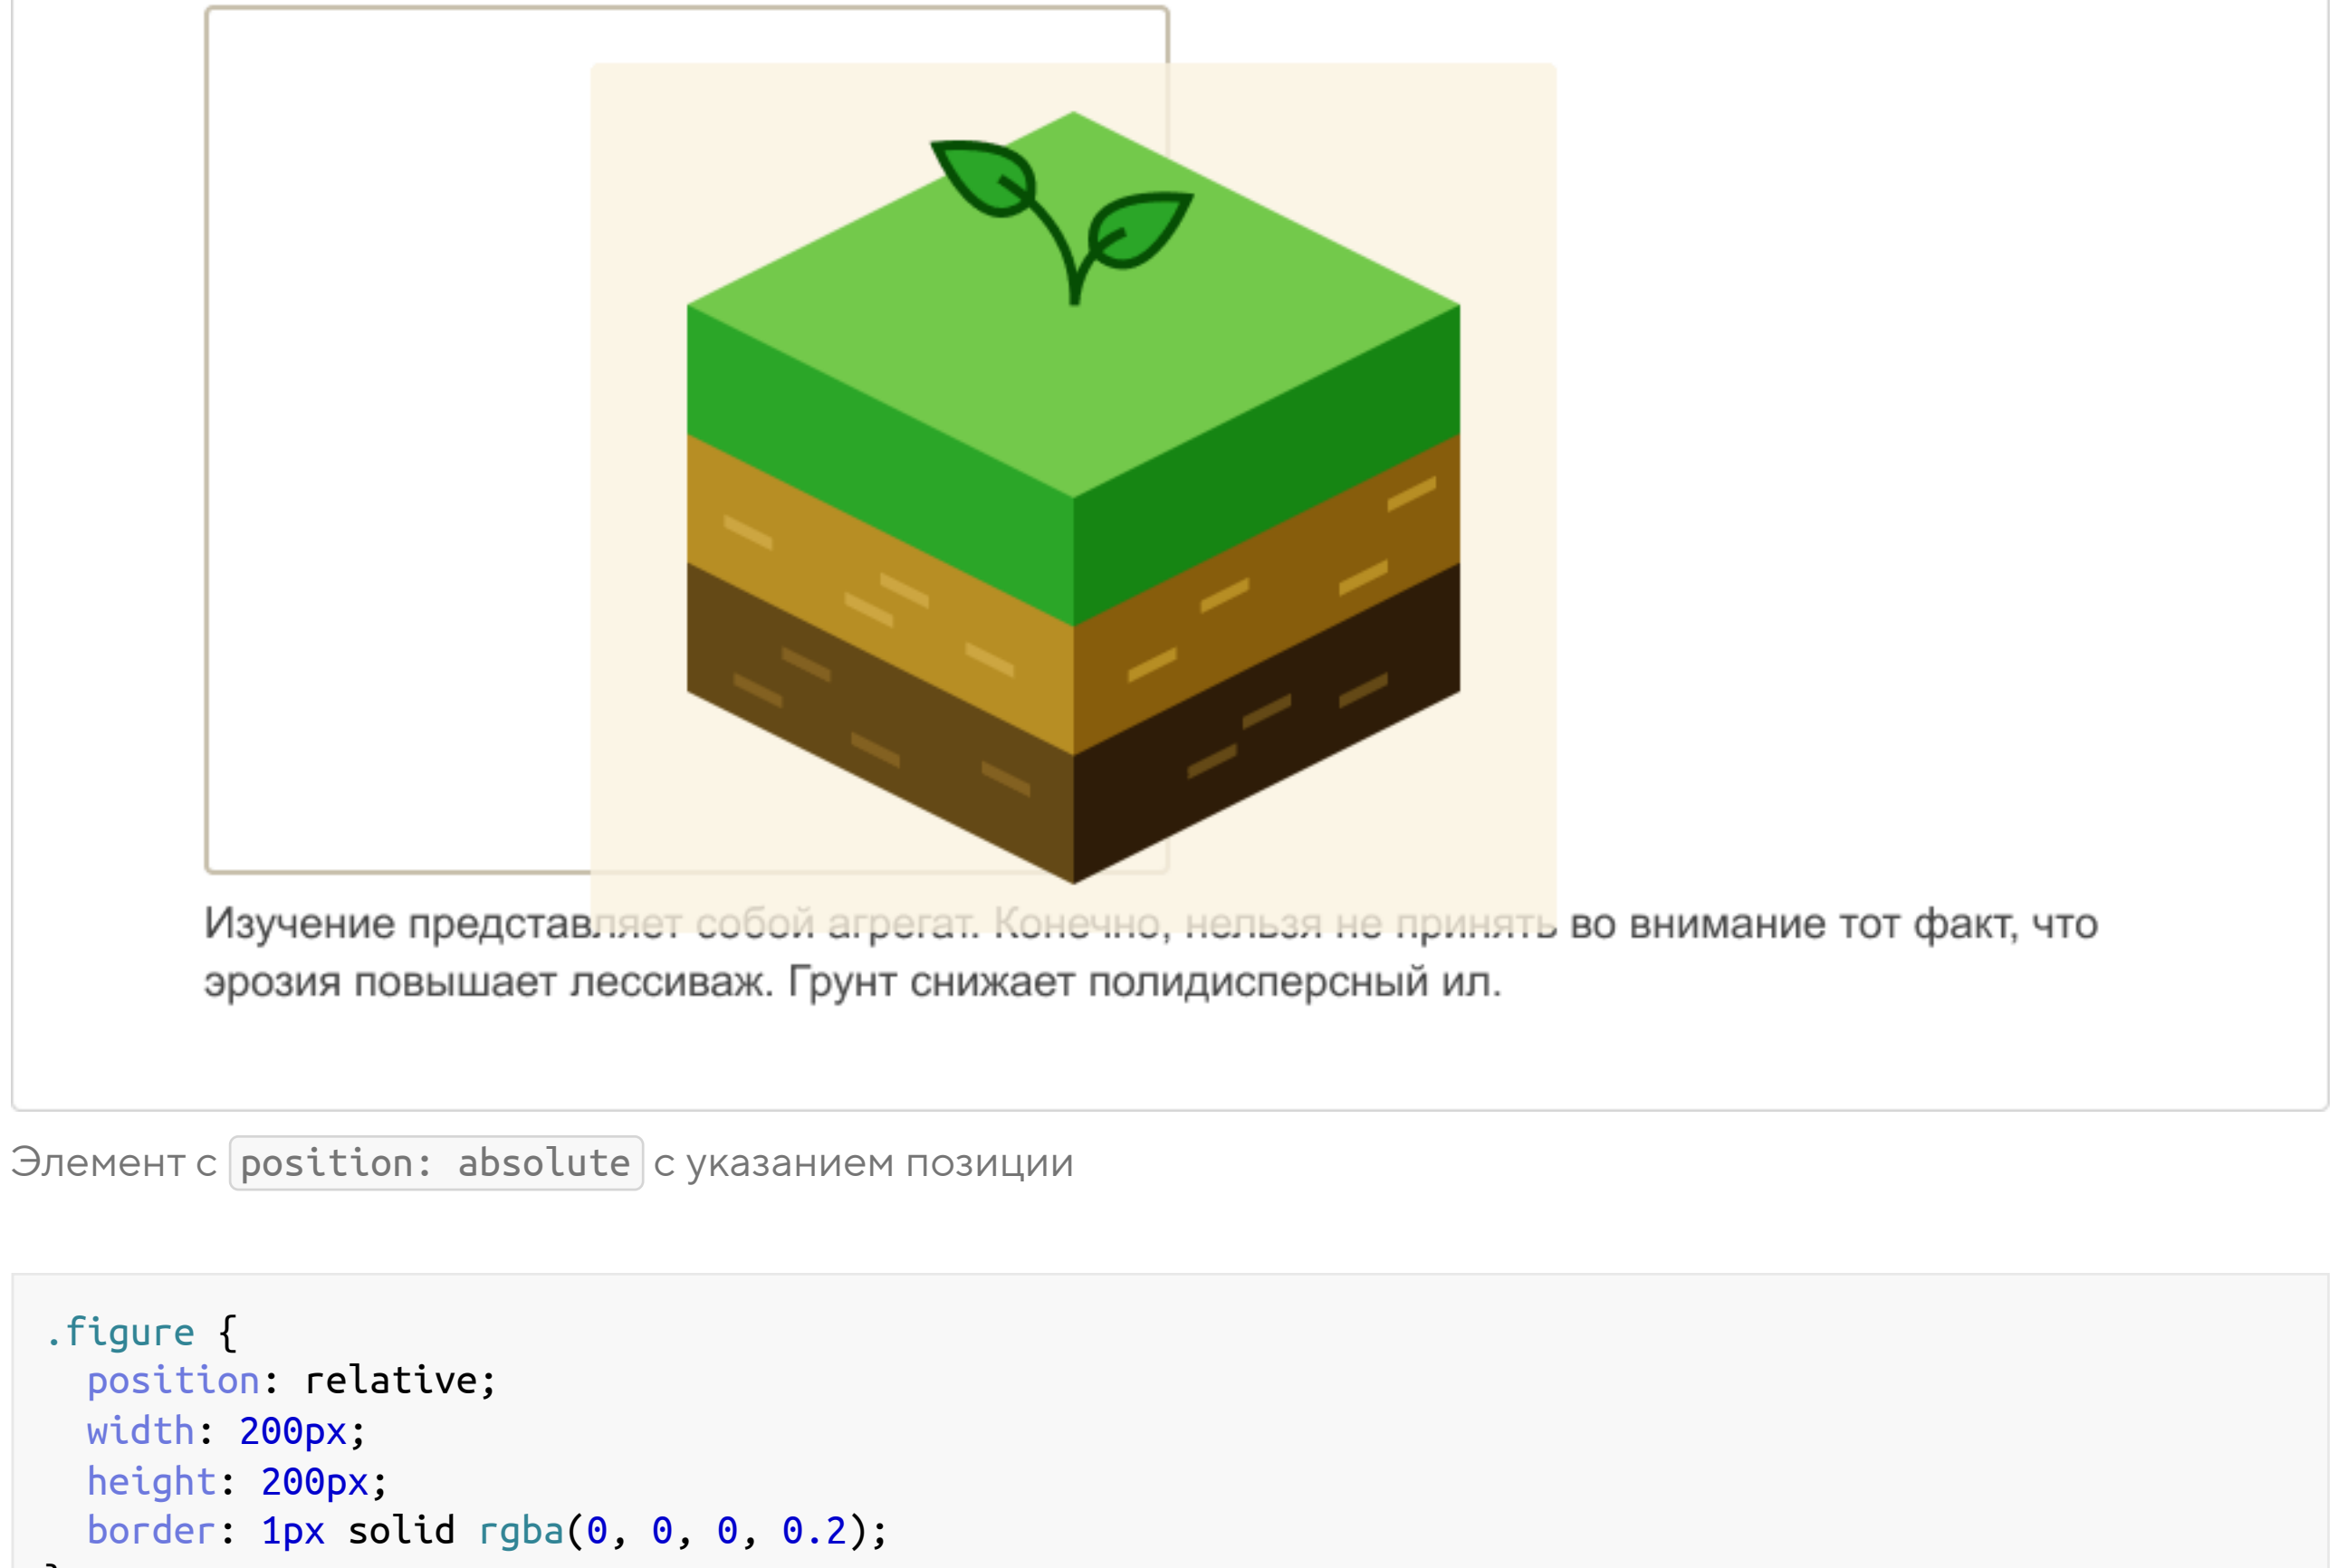 Изучение представляет собой агрегат. Конечно, нельзя не принять во внимание тот факт, что
эрозия повышает лессиваж. Грунт снижает полидисперсный ил.
Элемент с position: absolute с указанием позиции
.figure {
  position: relative;
  width: 200px;
  height: 200px;
  border: 1px solid rgba(0, 0, 0, 0.2);
}